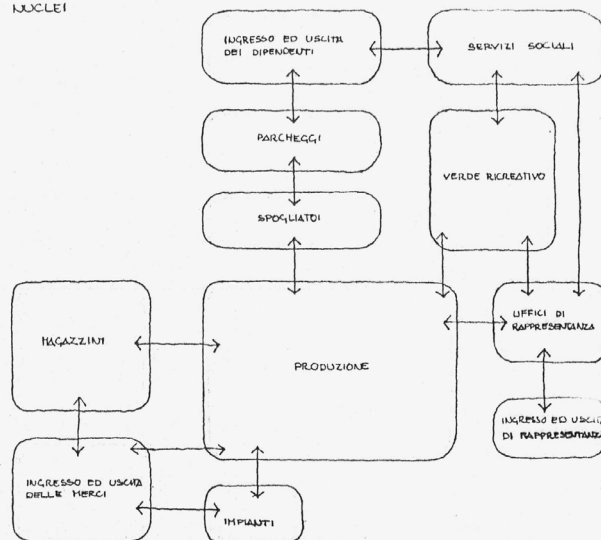 NUCLEI
INGRESSO ED USCITA
DEI DIPENDENTI
SERVIZI SOCIALI
PARCHEGGI
VERDE RICREATIVO
SPOGLIATOI
MAGAZZINI
PRODUZIONE
UFFICI DI
RAPPRESENTANZA
INGRESSO ED USCITA
DI RAPPRESENTANZA
INGRESSO ED USCITA
DELLE MERCI
IMPIANTI